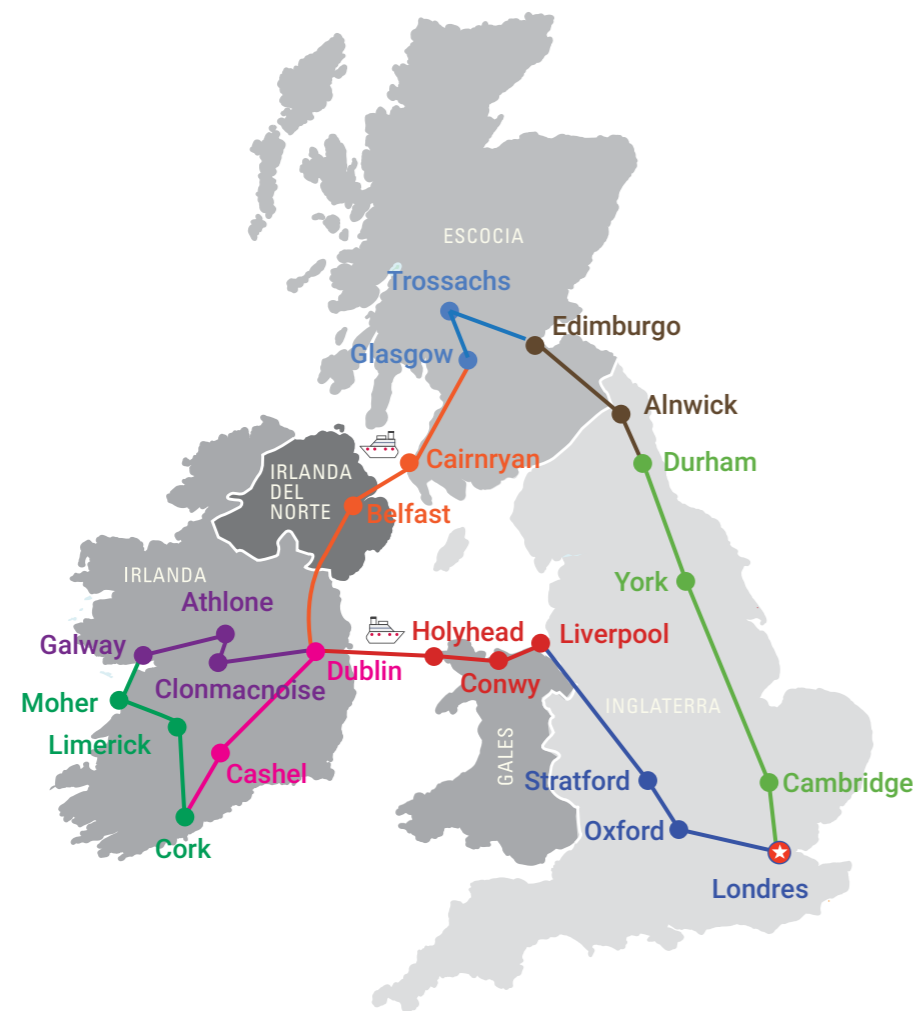 ESCOCIA
Trossachs
Edimburgo
Glasgow
Alnwick
Cairnryan
Durham
IRLANDA
DEL
NORTE
Belfast
IRLANDA
York
Athlone
Galway
Holyhead
Liverpool
Dublin
Conwy
Clonmacnoise
Moher
INGLATERRA
Limerick
GALES
Cashel
Stratford
Cambridge
Oxford
Cork
Londres